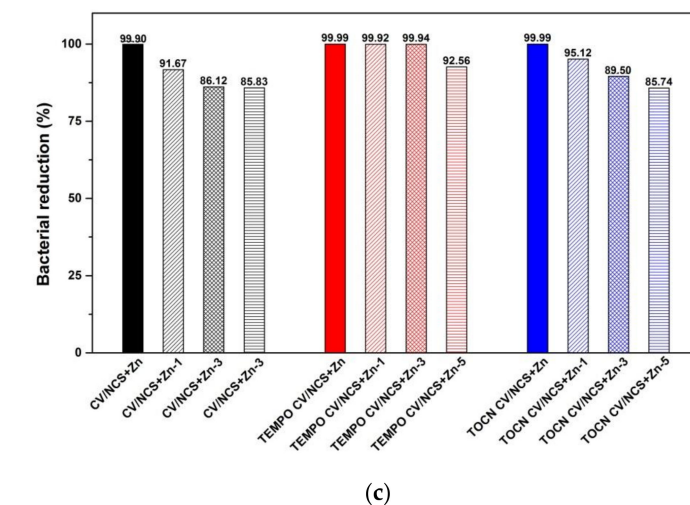 Bacterial reduction (%)
100
75
50
25
0
99.90
91.67
86.12
85.83
99.99
99.92
99.94
92.56
99.99
95.12
89.50
85.74
CV/NCS+Zn
CV/NCS+Zn-1
CV/NCS+Zn-3
CV/NCS+Zn-3
TEMPO CV/NCS+Zn
TEMPO CV/NCS+Zn-1
TEMPO CV/NCS+Zn-3
TEMPO CV/NCS+Zn-5
TOCN CV/NCS+Zn
TOCN CV/NCS+Zn-1
TOCN CV/NCS+Zn-3
TOCN CV/NCS+Zn-5
(c)